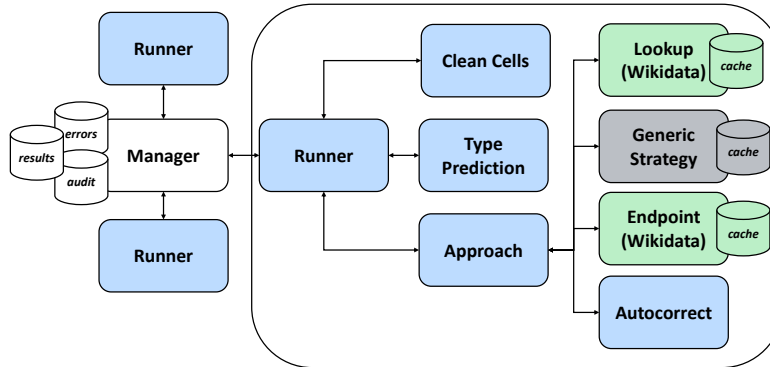 Runner
errors
results
audit
Manager
Runner
Runner
Clean Cells
Type
Prediction
Approach
Lookup
(Wikidata)
cache
Generic
Strategy
cache
Endpoint
(Wikidata)
cache
Autocorrect